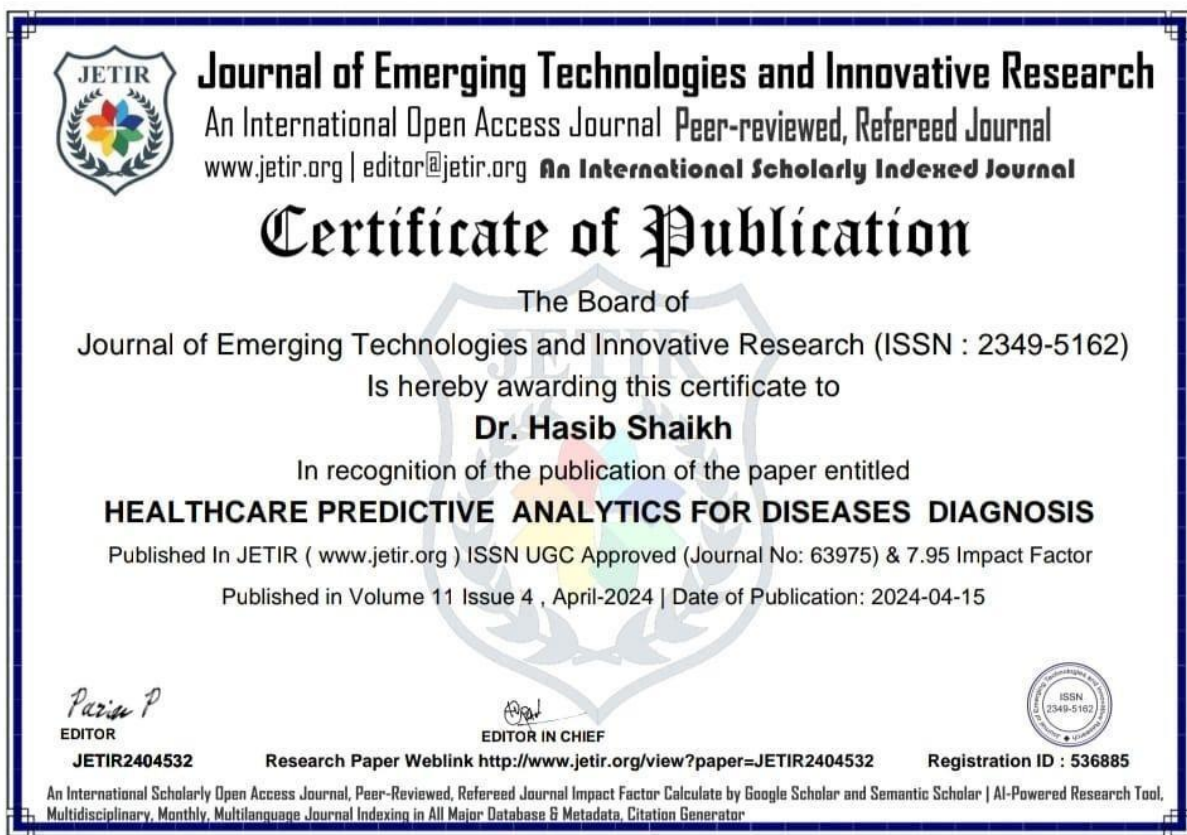 JETIR
Journal of Emerging Technologies and Innovative Research
An International Open Access Journal Peer-reviewed, Refereed Journal
www.jetir.org | editor@jetir.org An International Scholarly Indexed Journal
Certificate of Publication
The Board of
Journal of Emerging Technologies and Innovative Research (ISSN : 2349-5162)
Is hereby awarding this certificate to
Dr. Hasib Shaikh
In recognition of the publication of the paper entitled
HEALTHCARE PREDICTIVE ANALYTICS FOR DISEASES DIAGNOSIS
Published In JETIR ( www.jetir.org ) ISSN UGC Approved (Journal No: 63975) & 7.95 Impact Factor
Published in Volume 11 Issue 4 , April-2024 | Date of Publication: 2024-04-15
JETIR
P
EDITOR
EDITOR IN CHIEF
Journal of Emerging Technologies and Innovative Research
ISSN
2349-5162
JETIR2404532 Research Paper Weblink http://www.jetir.org/view?paper=JETIR2404532 Registration ID : 536885
An International Scholarly Open Access Journal, Peer-Reviewed, Refereed Journal Impact Factor Calculate by Google Scholar and Semantic Scholar | AI-Powered Research Tool,
Multidisciplinary, Monthly, Multilanguage Journal Indexing in All Major Database & Metadata, Citation Generator